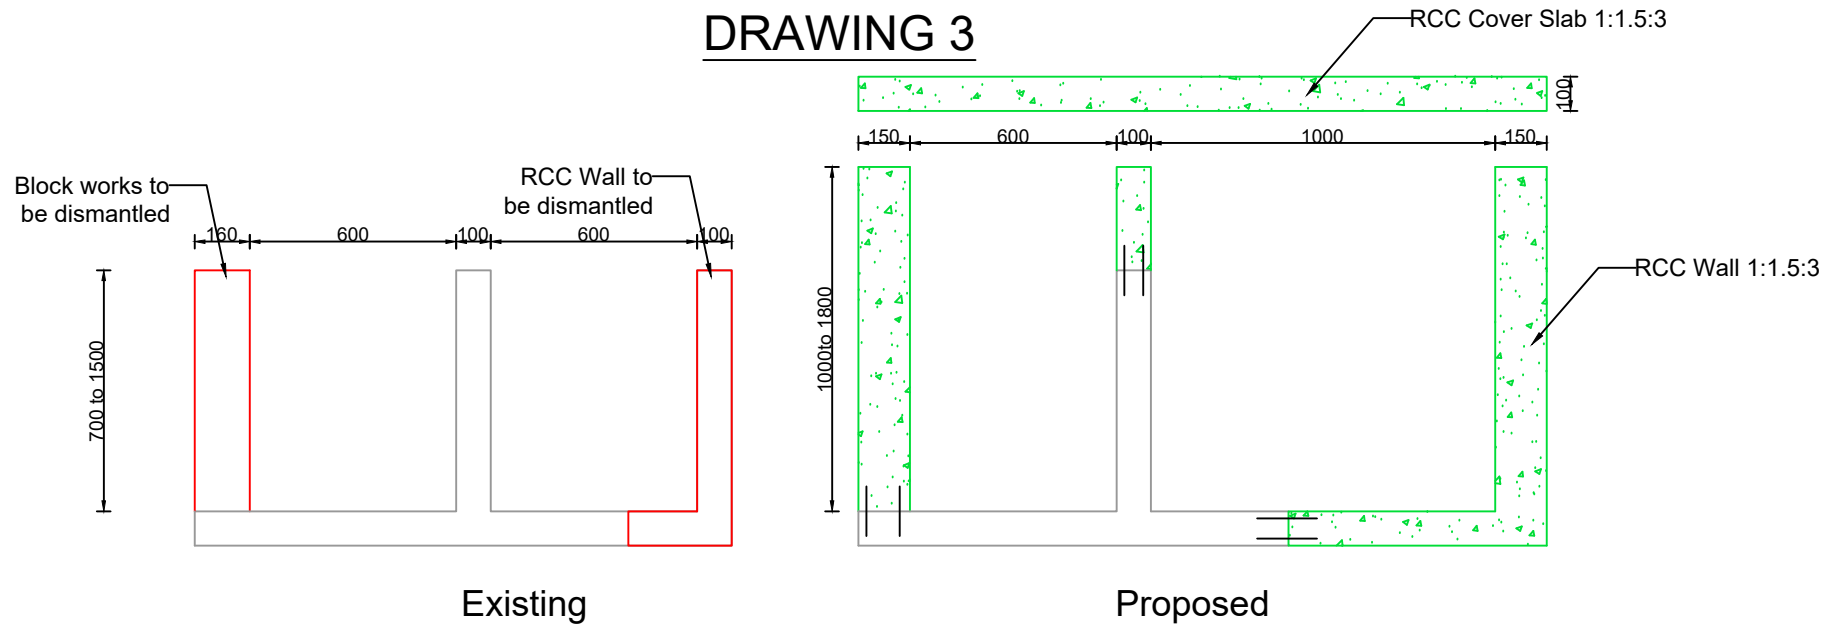 DRAWING 3
RCC Cover Slab 1:1.5:3
100
150
600
100
1000
150
Block works to
be dismantled
RCC Wall to
be dismantled
160
600
100
600
100
700 to 1500
1000to 1800
RCC Wall 1:1.5:3
Existing
Proposed